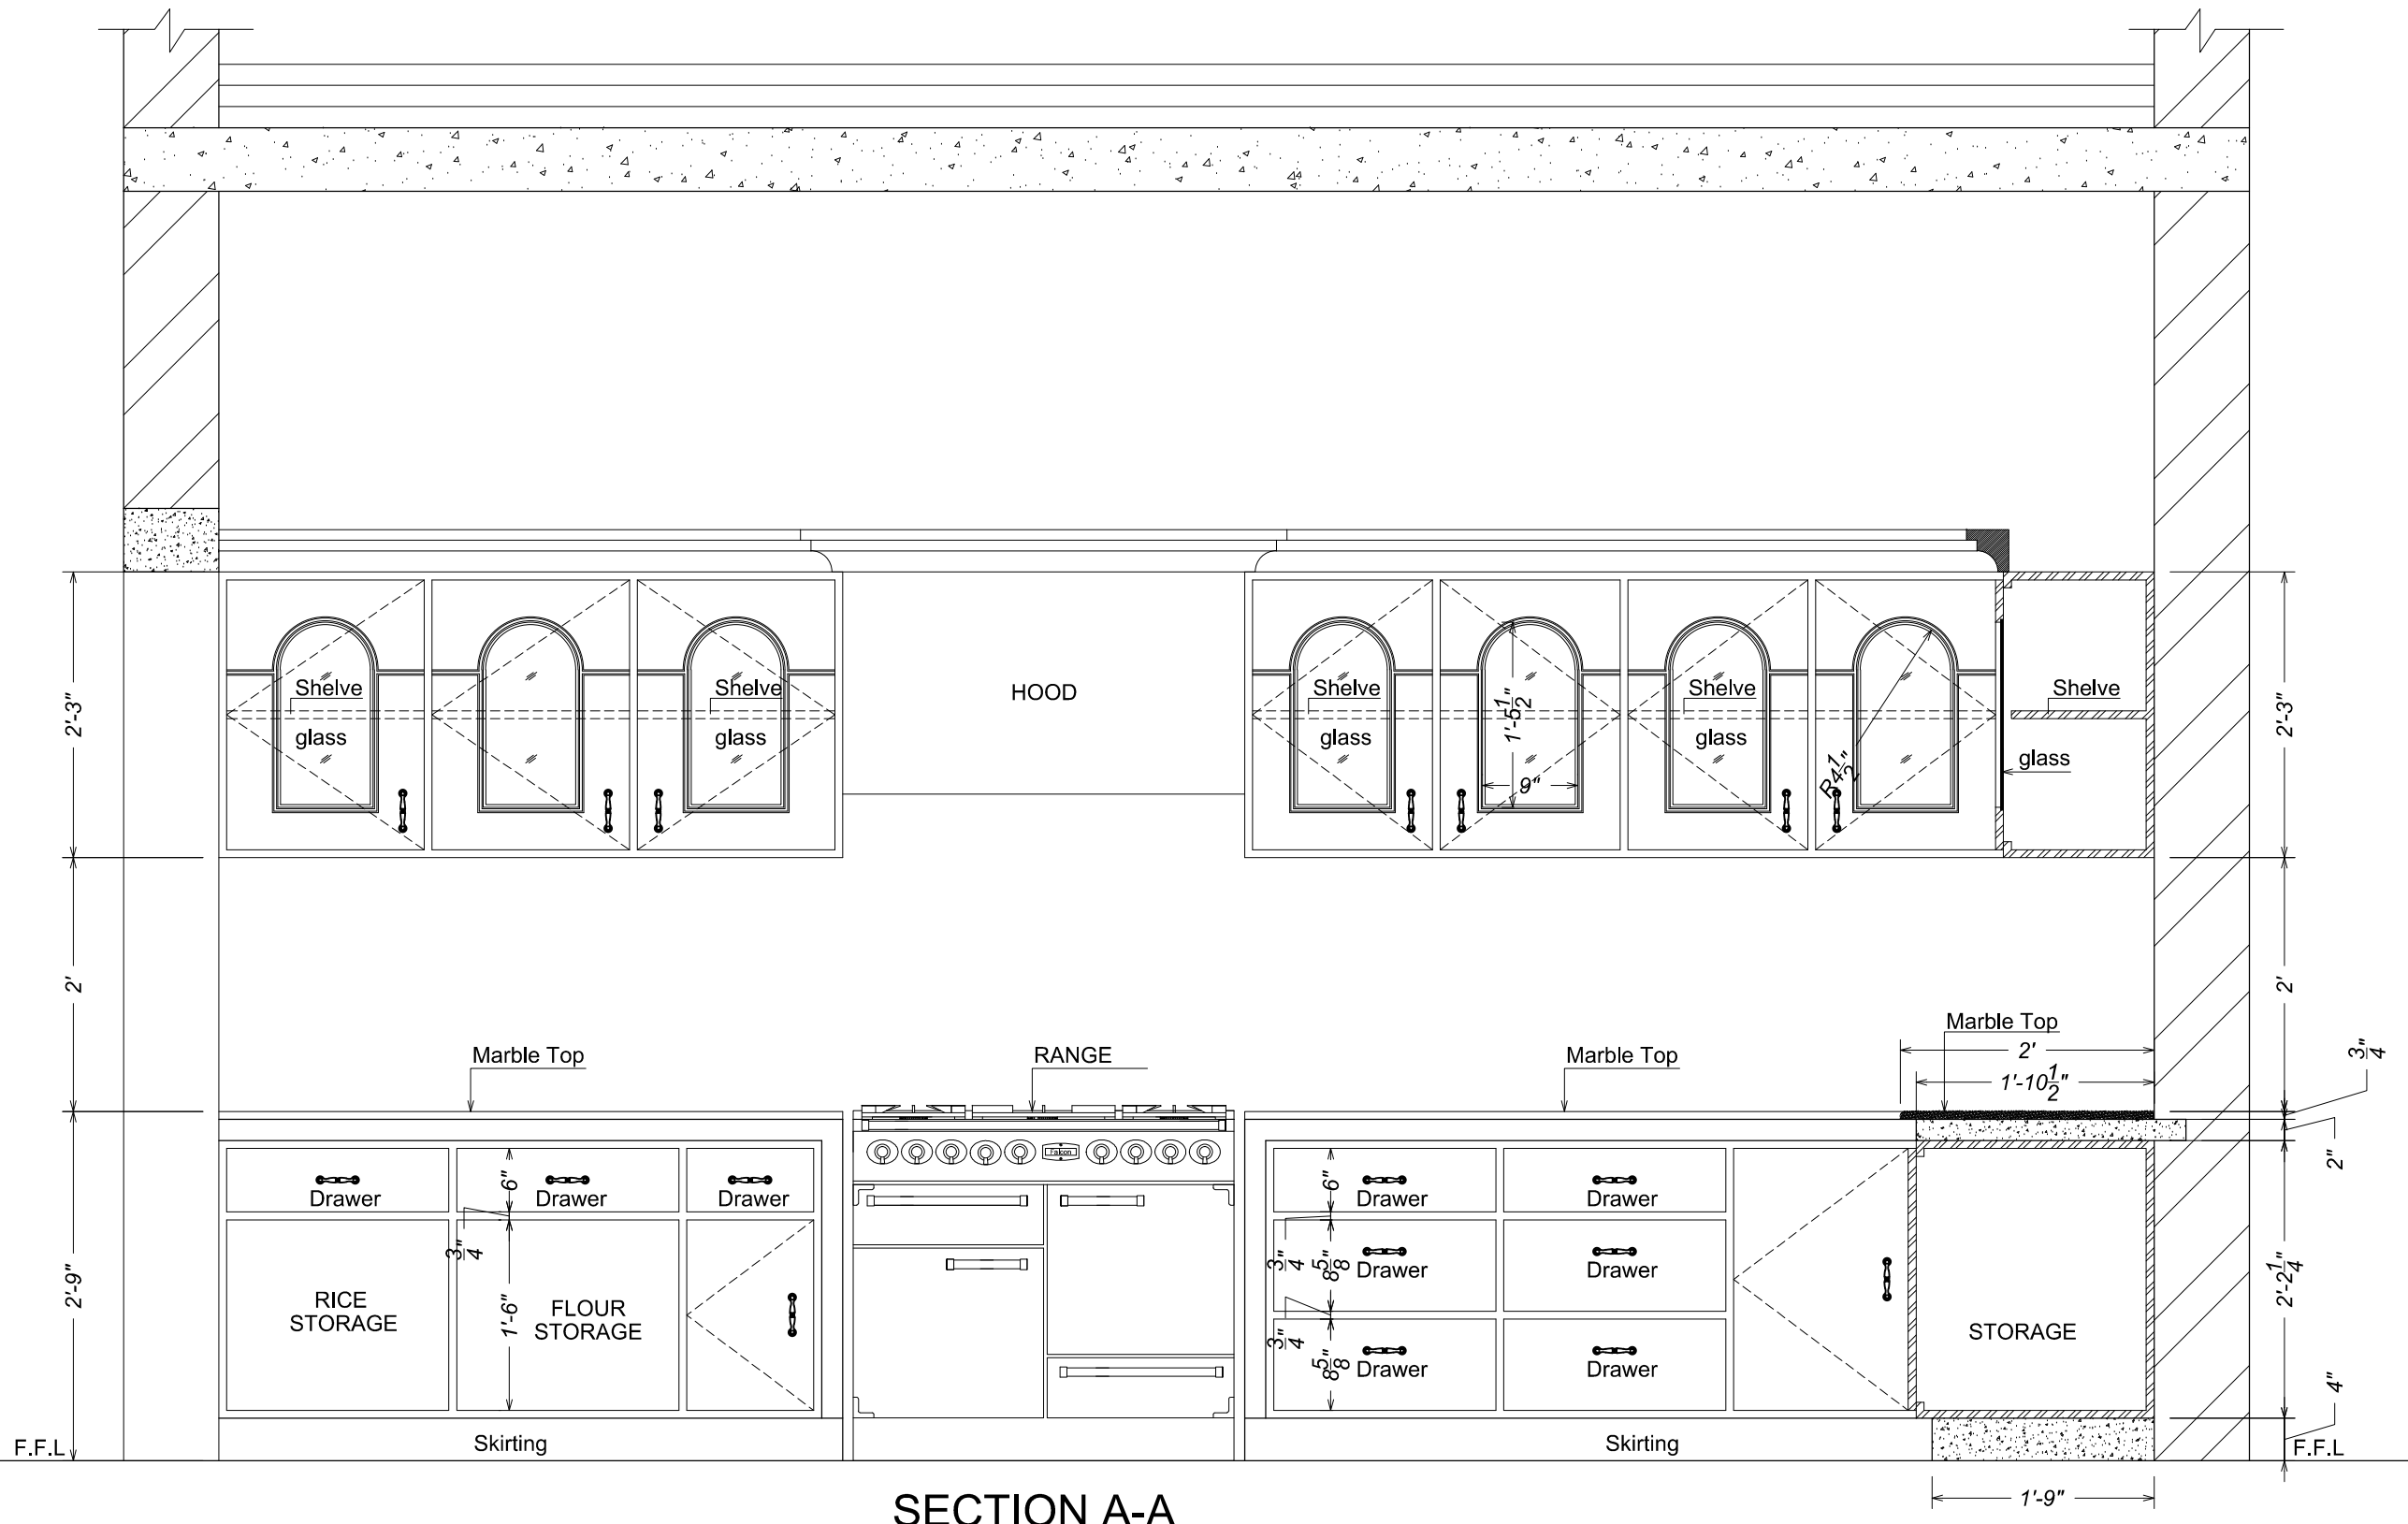 2'-3"
Shelve
glass
Shelve
glass
HOOD
Shelve
glass
1'-5 1/2"
9"
Shelve
glass
R4 1/2"
Shelve
glass
2'-3"
2'
2'
Marble Top
RANGE
Marble Top
Marble Top
2'
1'-10 1/2"
3/4"
2"
2'-9"
Drawer
Drawer
6"
Drawer
3/4"
RICE
STORAGE
1'-6"
FLOUR
STORAGE
Falcon
6"
Drawer
Drawer
3/4"
8 5/8"
Drawer
Drawer
3/4"
8 5/8"
Drawer
Drawer
STORAGE
2'-2 1/4"
4"
F.F.L
Skirting
Skirting
F.F.L
1'-9"
SECTION A-A